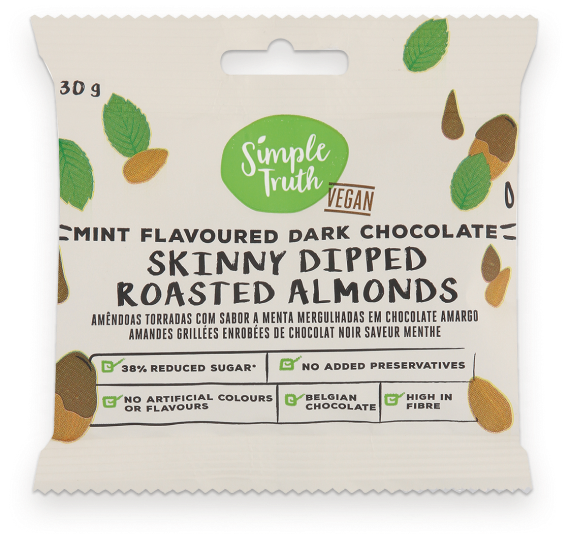 30g
Simple
Truth
VEGAN
MINT FLAVOURED DARK CHOCOLATE
SKINNY DIPPED
ROASTED ALMONDS
AMÊNDOAS TORRADAS COM SABOR A MENTA MERGULHADAS EM CHOCOLATE AMARGO
AMANDES GRILLÉES ENROBÉES DE CHOCOLAT NOIR SAVEUR MENTHE
38% REDUCED SUGAR*
NO ADDED PRESERVATIVES
NO ARTIFICIAL COLOURS
OR FLAVOURS
BELGIAN
CHOCOLATE
HIGH IN
FIBRE